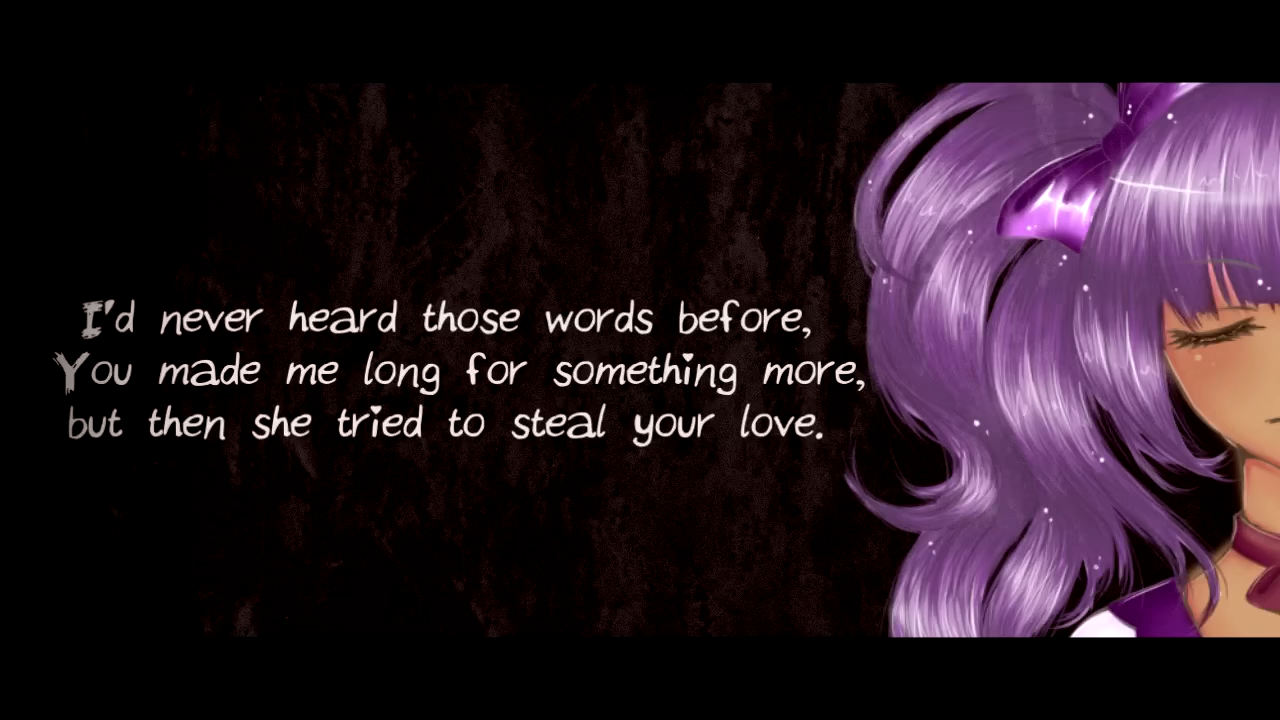 I'd never heard those words before,
You made me long for something more,
but then she tried to steal your love.